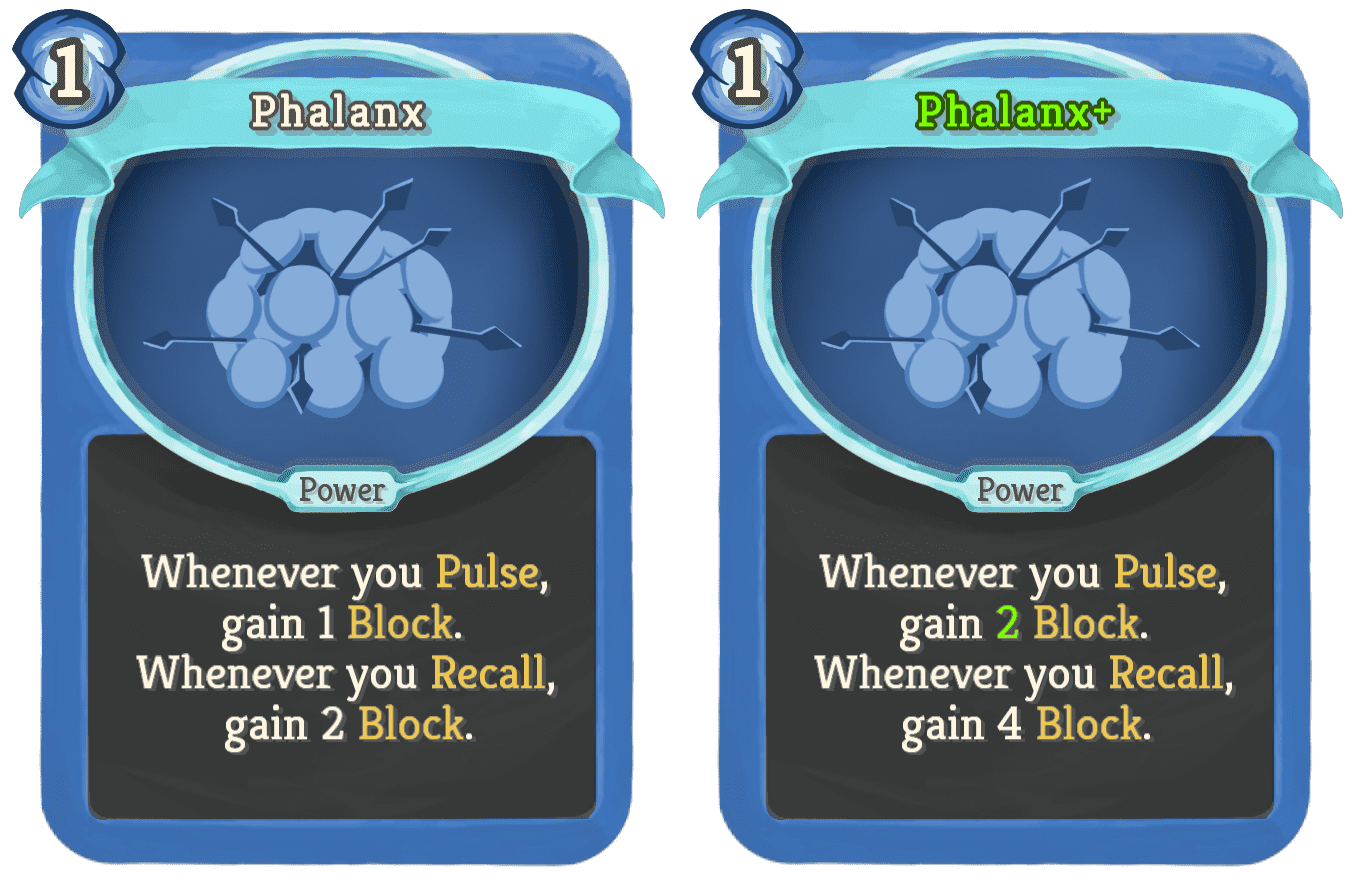 1
Phalanx
Power
Whenever you Pulse,
gain 1 Block.
Whenever you Recall,
gain 2 Block.
1
Phalanx+
Power
Whenever you Pulse,
gain 2 Block.
Whenever you Recall,
gain 4 Block.